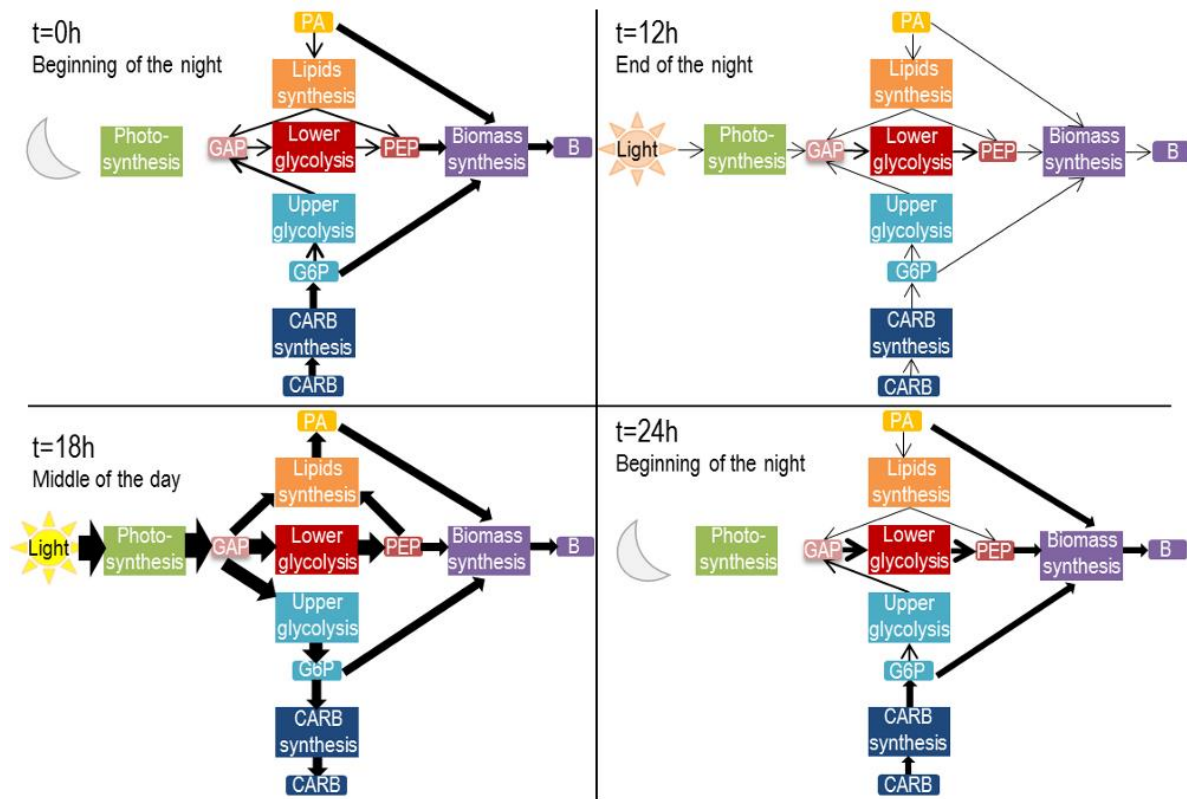 t=0h
Beginning of the night
PA
Lipids
synthesis
Photo-
synthesis
GAP
Lower
glycolysis
PEP
Biomass
synthesis
B
Upper
glycolysis
G6P
CARB
synthesis
CARB
t=12h
End of the night
PA
Lipids
synthesis
Light
Photo-
synthesis
GAP
Lower
glycolysis
PEP
Biomass
synthesis
B
Upper
glycolysis
G6P
CARB
synthesis
CARB
t=18h
Middle of the day
PA
Lipids
synthesis
Light
Photo-
synthesis
GAP
Lower
glycolysis
PEP
Biomass
synthesis
B
Upper
glycolysis
G6P
CARB
synthesis
CARB
t=24h
Beginning of the night
PA
Lipids
synthesis
Photo-
synthesis
GAP
Lower
glycolysis
PEP
Biomass
synthesis
B
Upper
glycolysis
G6P
CARB
synthesis
CARB